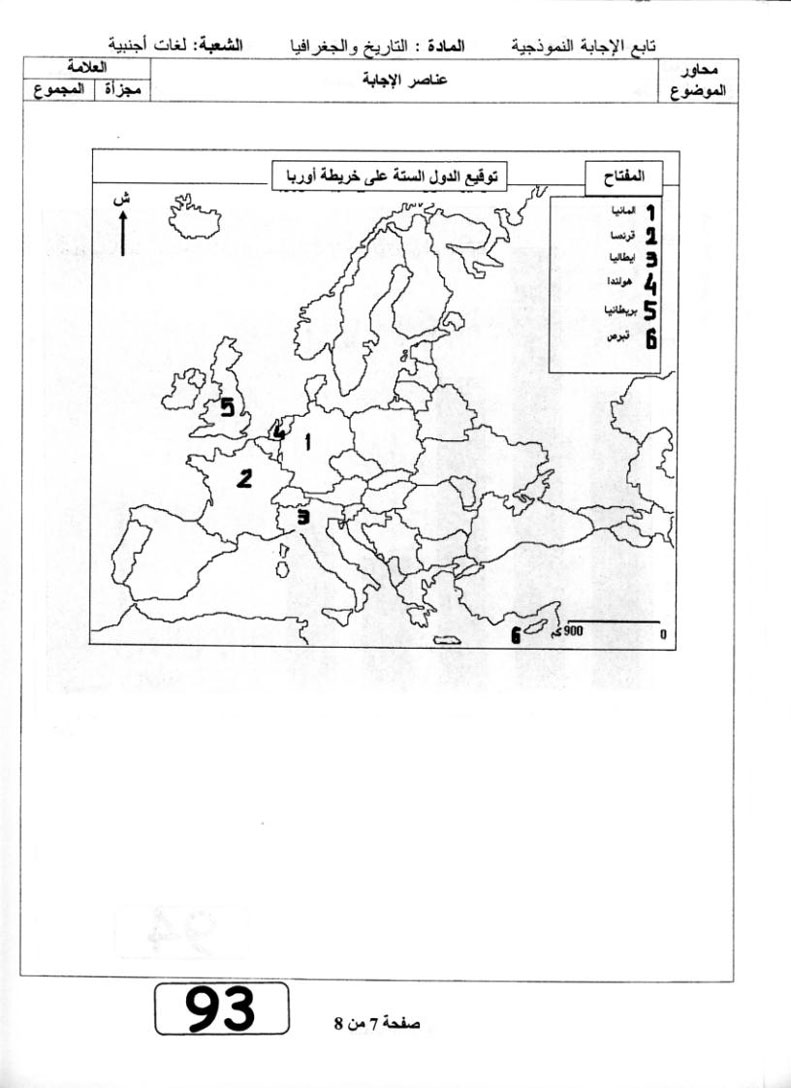 تابع الإجابة النموذجية المادة : التاريخ والجغرافيا الشعبة: لغات أجنبية
محاور الموضوع عناصر الإجابة العلامة
مجزأة المجموع
توقيع الدول الستة على خريطة أوربا
المفتاح
ش
1 المانيا
2 فرنسا
3 ايطاليا
4 هولندا
5 بريطانيا
6 قبرص
5
4
1
2
3
6
900 كم 0
93
صفحة 7 من 8